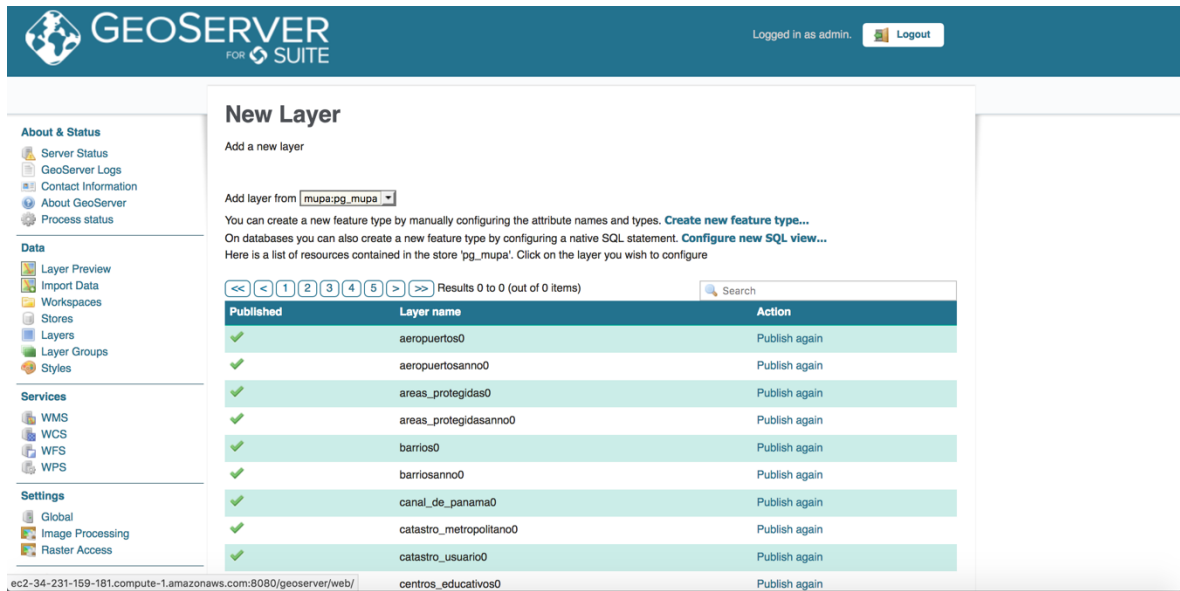 GEOSERVER
FOR SUITE
Logged in as admin.
Logout
About & Status
Server Status
GeoServer Logs
Contact Information
About GeoServer
Process status
Data
Layer Preview
Import Data
Workspaces
Stores
Layers
Layer Groups
Styles
Services
WMS
WCS
WFS
WPS
Settings
Global
Image Processing
Raster Access
New Layer
Add a new layer
Add layer from mupa:pg_mupa
You can create a new feature type by manually configuring the attribute names and types. Create new feature type...
On databases you can also create a new feature type by configuring a native SQL statement. Configure new SQL view...
Here is a list of resources contained in the store 'pg_mupa'. Click on the layer you wish to configure
<< < 1 2 3 4 5 > >> Results 0 to 0 (out of 0 items) Search
Published Layer name Action
aeropuertos0 Publish again
aeropuertosanno0 Publish again
areas_protegidas0 Publish again
areas_protegidasanno0 Publish again
barrios0 Publish again
barriosanno0 Publish again
canal_de_panama0 Publish again
catastro_metropolitano0 Publish again
catastro_usuario0 Publish again
centros_educativos0 Publish again
ec2-34-231-159-181.compute-1.amazonaws.com:8080/geoserver/web/